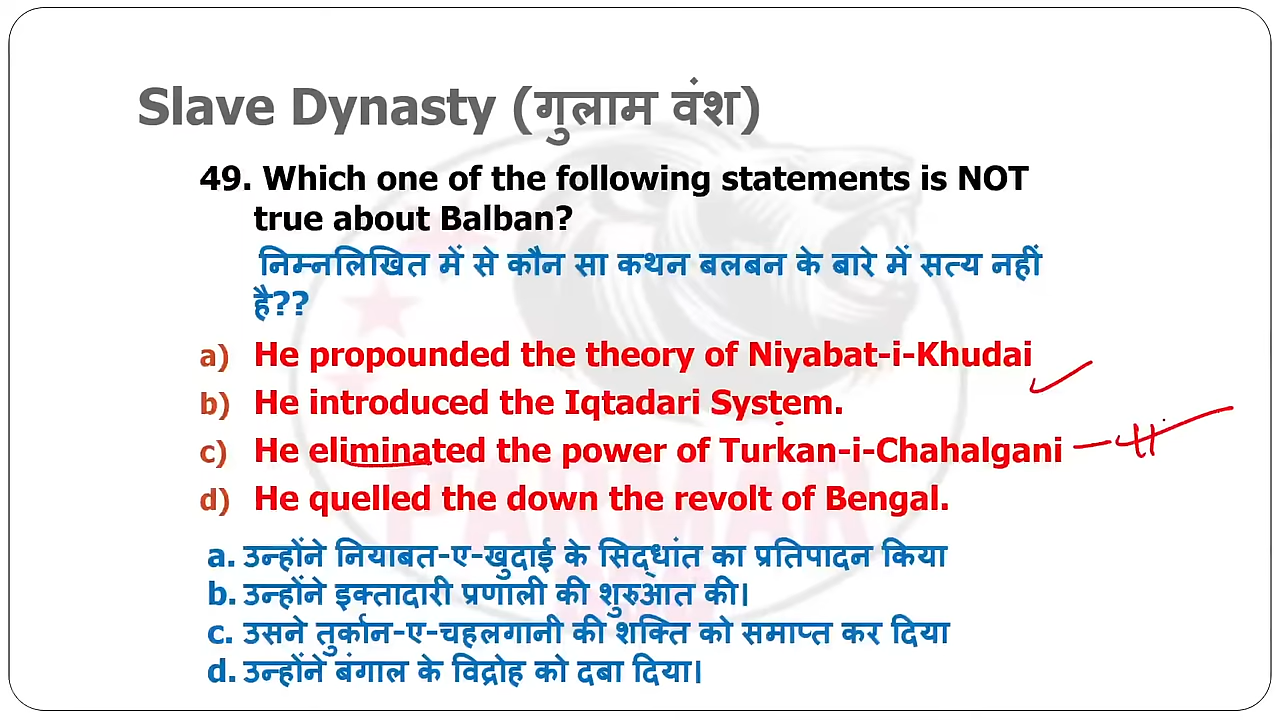 Slave Dynasty (गुलाम वंश)
49. Which one of the following statements is NOT
true about Balban?
निम्नलिखित में से कौन सा कथन बलबन के बारे में सत्य नहीं
है??
a) He propounded the theory of Niyabat-i-Khudai
b) He introduced the Iqtadari System.
c) He eliminated the power of Turkan-i-Chahalgani
d) He quelled the down the revolt of Bengal.
a. उन्होंने नियाबत-ए-खुदाई के सिद्धांत का प्रतिपादन किया
b. उन्होंने इक्तादारी प्रणाली की शुरुआत की।
c. उसने तुर्कान-ए-चहलगानी की शक्ति को समाप्त कर दिया
d. उन्होंने बंगाल के विद्रोह को दबा दिया।